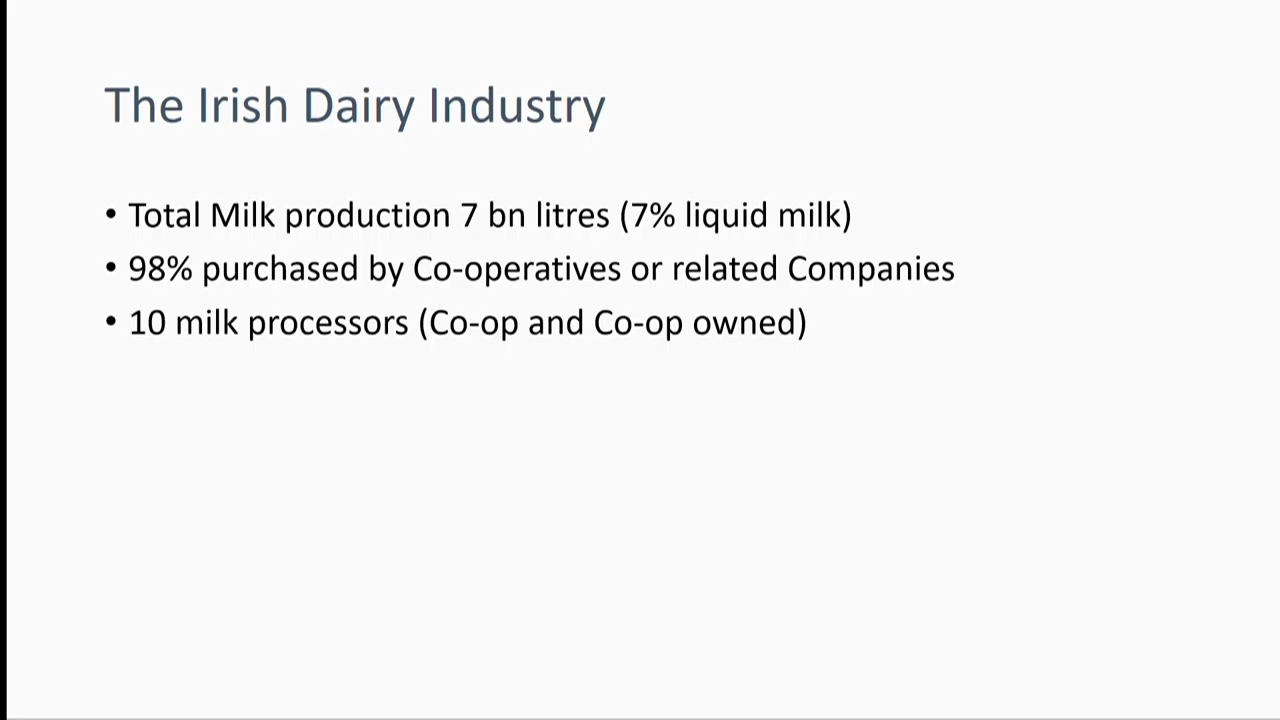 The Irish Dairy Industry
• Total Milk production 7 bn litres (7% liquid milk)
• 98% purchased by Co-operatives or related Companies
• 10 milk processors (Co-op and Co-op owned)